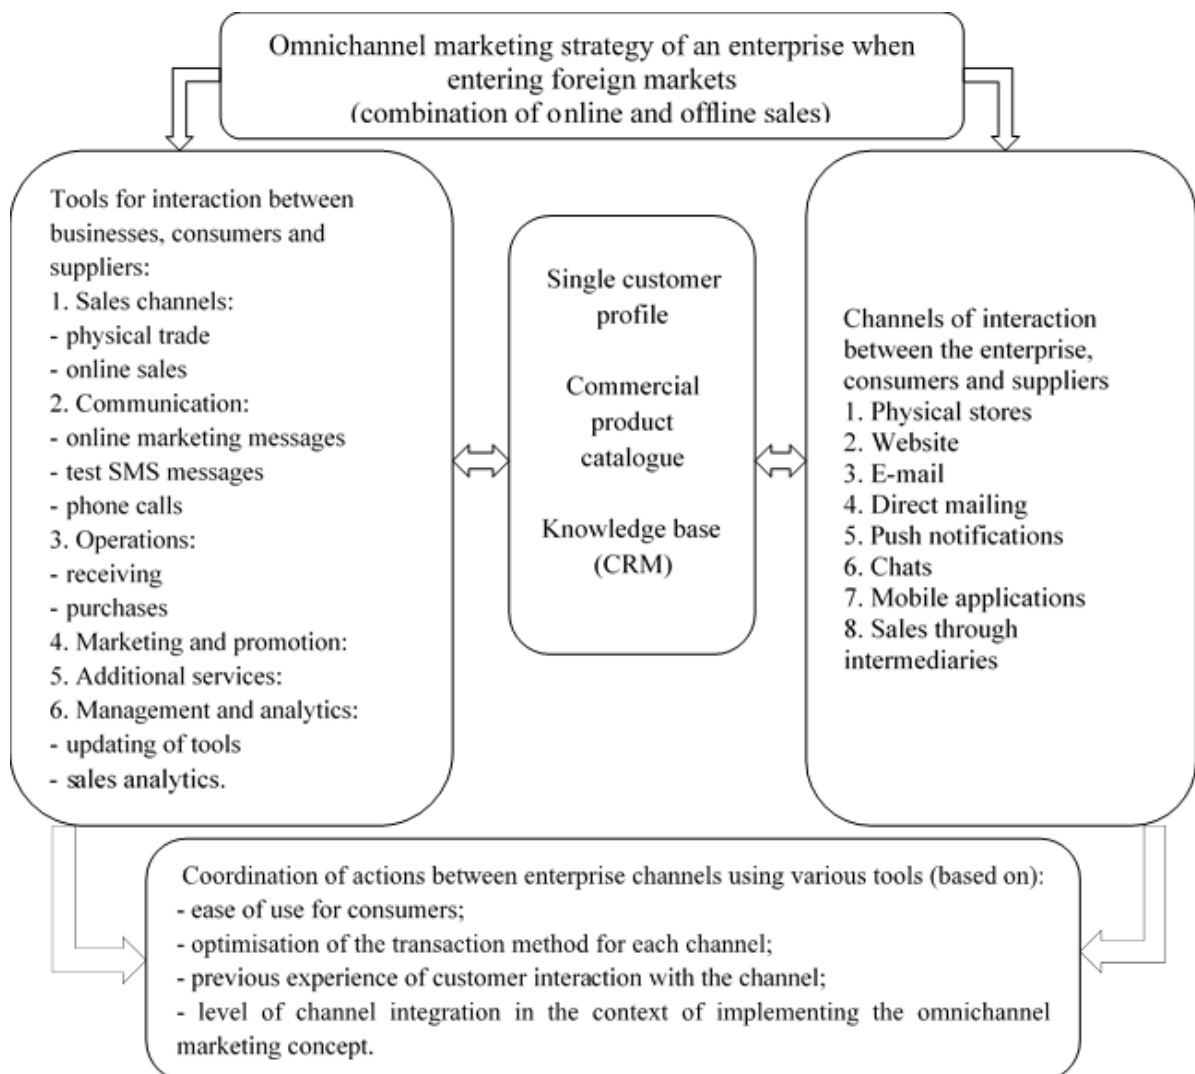 Omnichannel marketing strategy of an enterprise when
entering foreign markets
(combination of online and offline sales)
Tools for interaction between
businesses, consumers and
suppliers:
1. Sales channels:
- physical trade
- online sales
2. Communication:
- online marketing messages
- test SMS messages
- phone calls
3. Operations:
- receiving
- purchases
4. Marketing and promotion:
5. Additional services:
6. Management and analytics:
- updating of tools
- sales analytics.
Single customer
profile
Commercial
product
catalogue
Knowledge base
(CRM)
Channels of interaction
between the enterprise,
consumers and suppliers
1. Physical stores
2. Website
3. E-mail
4. Direct mailing
5. Push notifications
6. Chats
7. Mobile applications
8. Sales through
intermediaries
Coordination of actions between enterprise channels using various tools (based on):
- ease of use for consumers;
- optimisation of the transaction method for each channel;
- previous experience of customer interaction with the channel;
- level of channel integration in the context of implementing the omnichannel
marketing concept.